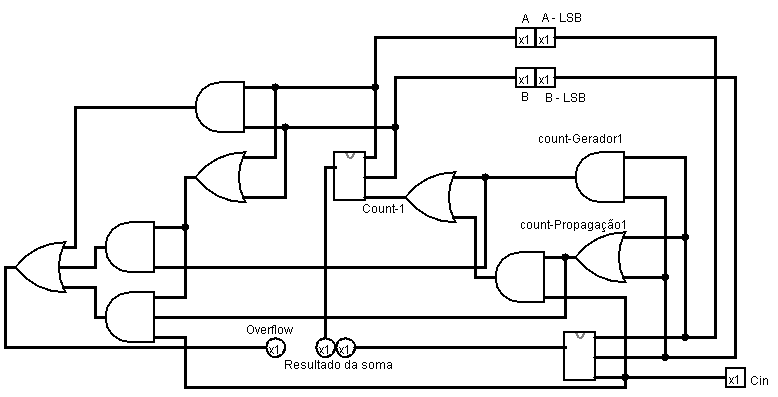 A A - LSB
x1 x1
x1 x1
B B - LSB
count-Gerador1
Count-1
count-Propagação1
Overflow
x1 x1 x1
Resultado da soma
x1 Cin